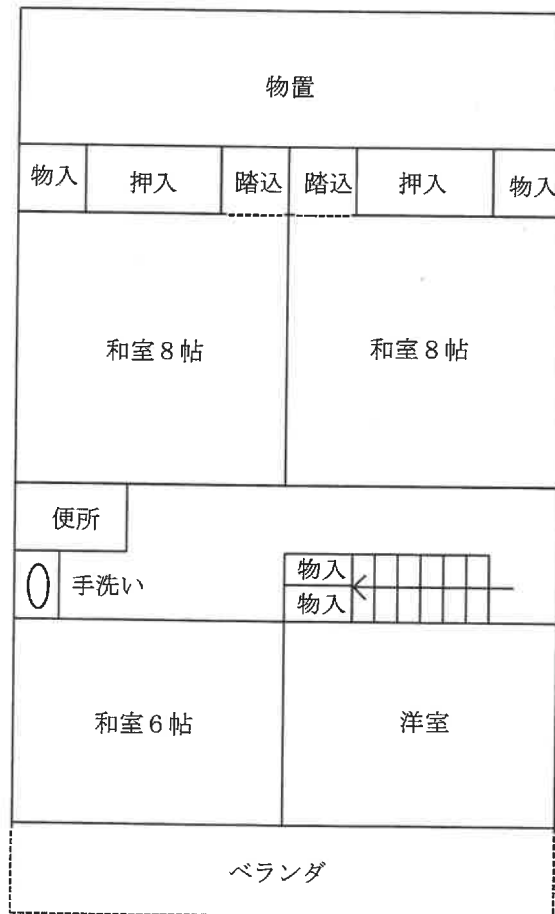 物置
物入 押入 踏込 踏込 押入 物入
和室8帖 和室8帖
便所
手洗い
物入
物入
和室6帖 洋室
ベランダ